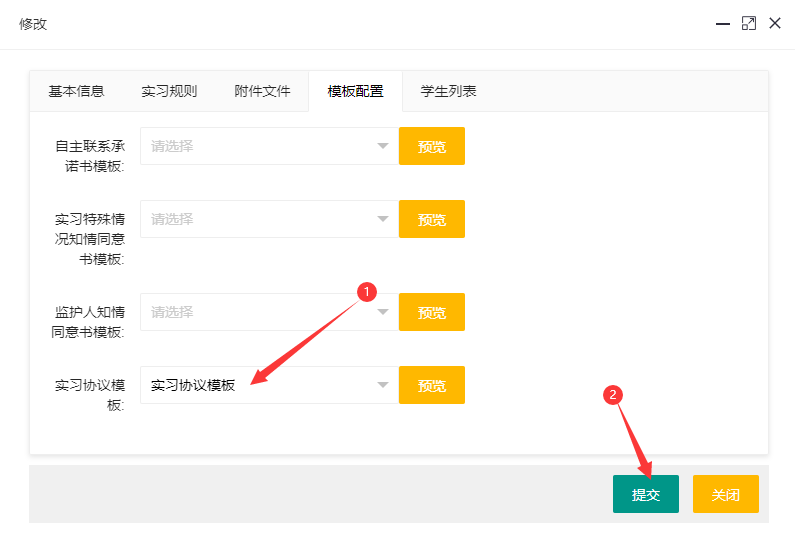 修改
基本信息 实习规则 附件文件 模板配置 学生列表
自主联系承
诺书模板:
请选择 预览
实习特殊情
况知情同意
书模板:
请选择 预览
监护人知情
同意书模板:
请选择 预览
1
实习协议模
板:
实习协议模板 预览
2
提交 关闭